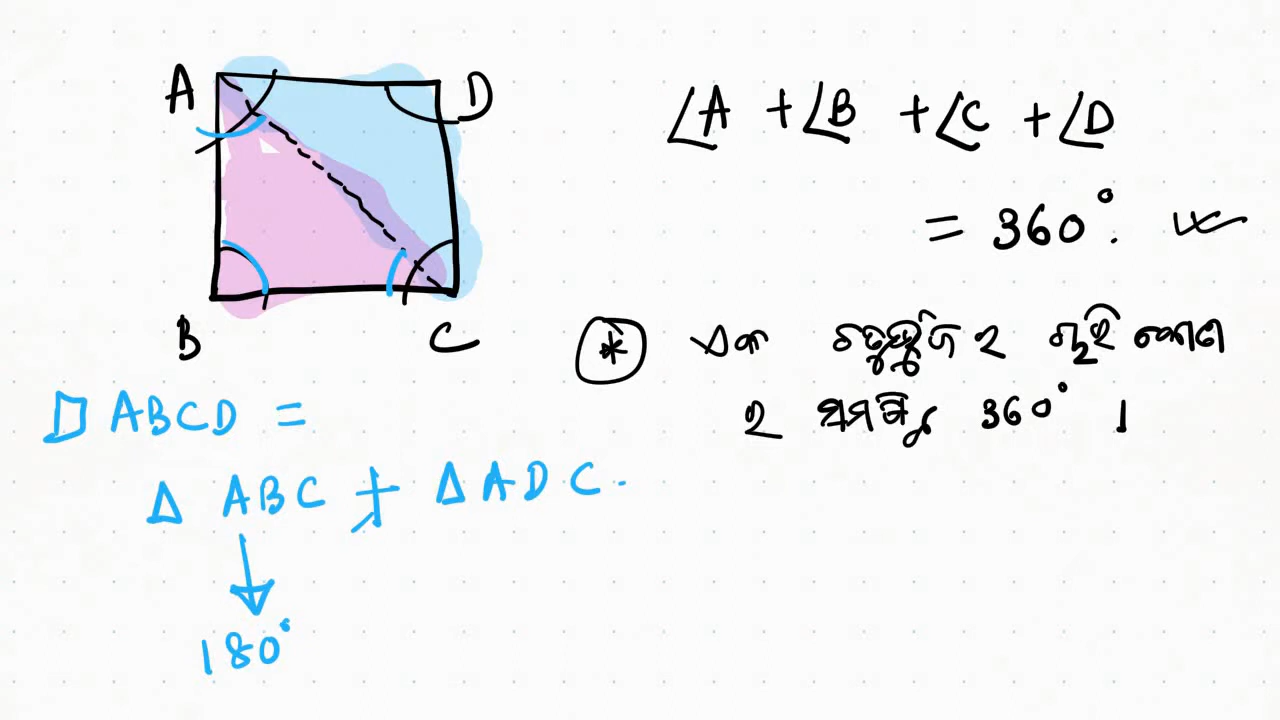 A
D
B
C
∠A + ∠B + ∠C + ∠D
= 360°.
* ଏକ ଚତୁର୍ଭୁଜ ର ଚାରି କୋଣ
ର ସମଷ୍ଟି 360° ।
□ ABCD =
Δ ABC + Δ ADC.
180°